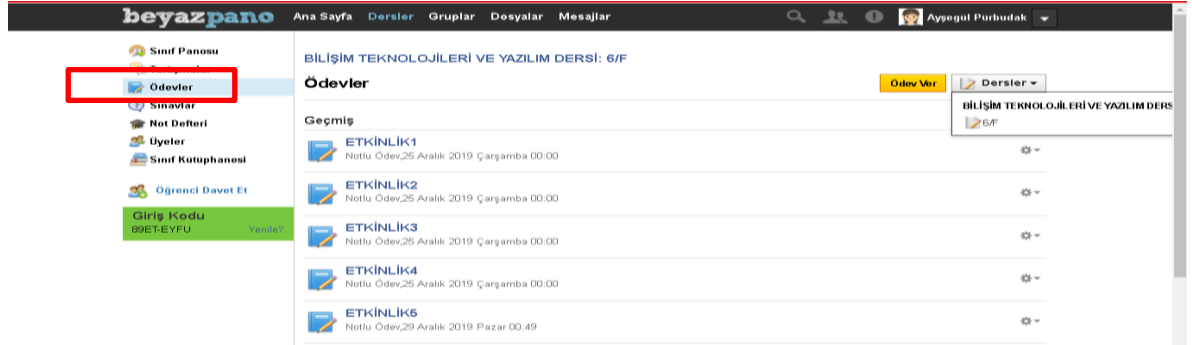 beyazpano Ana Sayfa Dersler Gruplar Dosyalar Mesajlar Ayşegül Purbudak
Sınıf Panosu
Ödevler
Sınavlar
Not Defteri
Üyeler
Sınıf Kütüphanesi
Öğrenci Davet Et
Giriş Kodu
89ET-EYFU Yenile?
BİLİŞİM TEKNOLOJİLERİ VE YAZILIM DERSİ: 6/F
Ödevler
Ödev Ver
Dersler
BİLİŞİM TEKNOLOJİLERİ VE YAZILIM DERS
6/F
Geçmiş
ETKİNLİK1
Notlu Ödev,25 Aralık 2019 Çarşamba 00:00
ETKİNLİK2
Notlu Ödev,25 Aralık 2019 Çarşamba 00:00
ETKİNLİK3
Notlu Ödev,25 Aralık 2019 Çarşamba 00:00
ETKİNLİK4
Notlu Ödev,25 Aralık 2019 Çarşamba 00:00
ETKİNLİK5
Notlu Ödev,29 Aralık 2019 Pazar 00:49